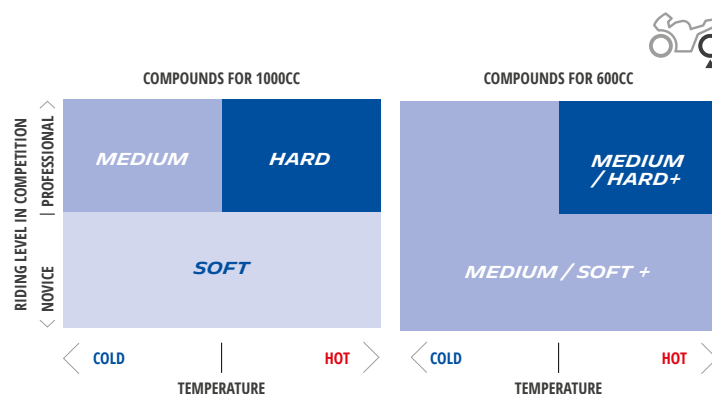 COMPOUNDS FOR 1000CC
COMPOUNDS FOR 600CC
RIDING LEVEL IN COMPETITION
NOVICE | PROFESSIONAL
MEDIUM
HARD
SOFT
MEDIUM
/ HARD+
MEDIUM / SOFT +
COLD
HOT
TEMPERATURE
COLD
HOT
TEMPERATURE